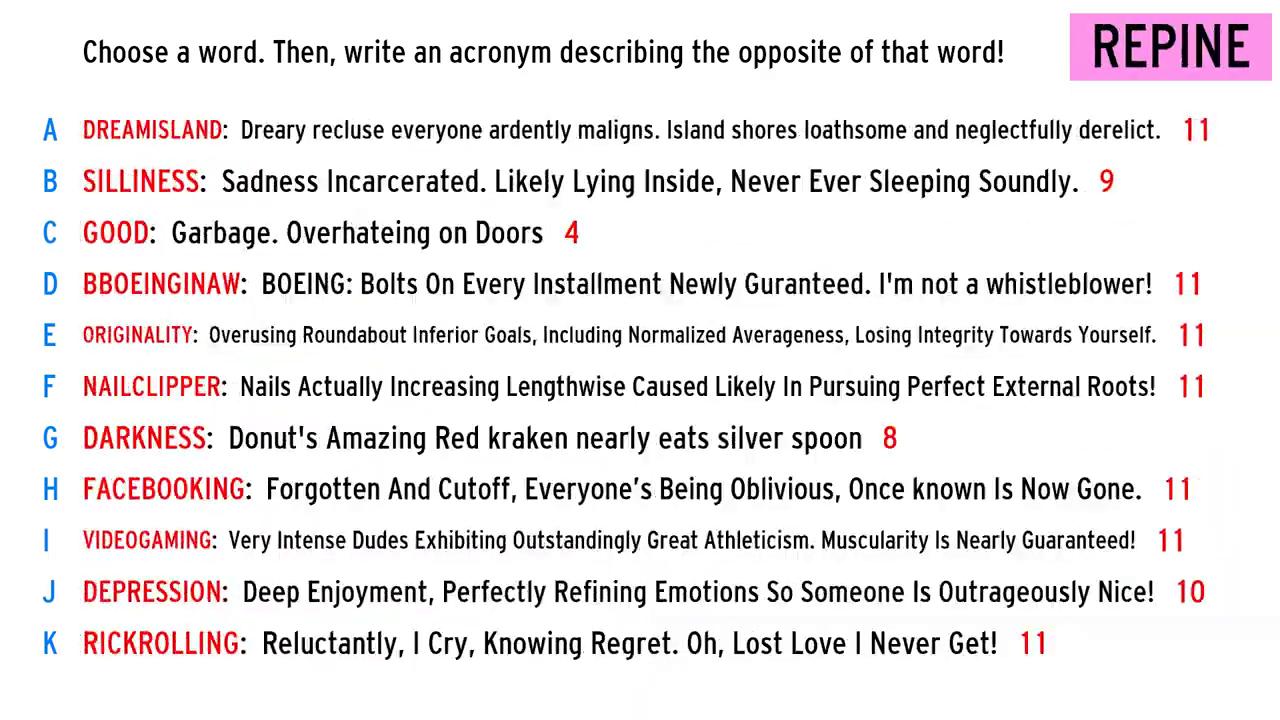 Choose a word. Then, write an acronym describing the opposite of that word!
REPINE
A DREAMISLAND: Dreary recluse everyone ardently maligns. Island shores loathsome and neglectfully derelict. 11
B SILLINESS: Sadness Incarcerated. Likely Lying Inside, Never Ever Sleeping Soundly. 9
C GOOD: Garbage. Overhateing on Doors 4
D BBOEINGINAW: BOEING: Bolts On Every Installment Newly Guranteed. I'm not a whistleblower! 11
E ORIGINALITY: Overusing Roundabout Inferior Goals, Including Normalized Averageness, Losing Integrity Towards Yourself. 11
F NAILCLIPPER: Nails Actually Increasing Lengthwise Caused Likely In Pursuing Perfect External Roots! 11
G DARKNESS: Donut's Amazing Red kraken nearly eats silver spoon 8
H FACEBOOKING: Forgotten And Cutoff, Everyone’s Being Oblivious, Once known Is Now Gone. 11
I VIDEOGAMING: Very Intense Dudes Exhibiting Outstandingly Great Athleticism. Muscularity Is Nearly Guaranteed! 11
J DEPRESSION: Deep Enjoyment, Perfectly Refining Emotions So Someone Is Outrageously Nice! 10
K RICKROLLING: Reluctantly, I Cry, Knowing Regret. Oh, Lost Love I Never Get! 11